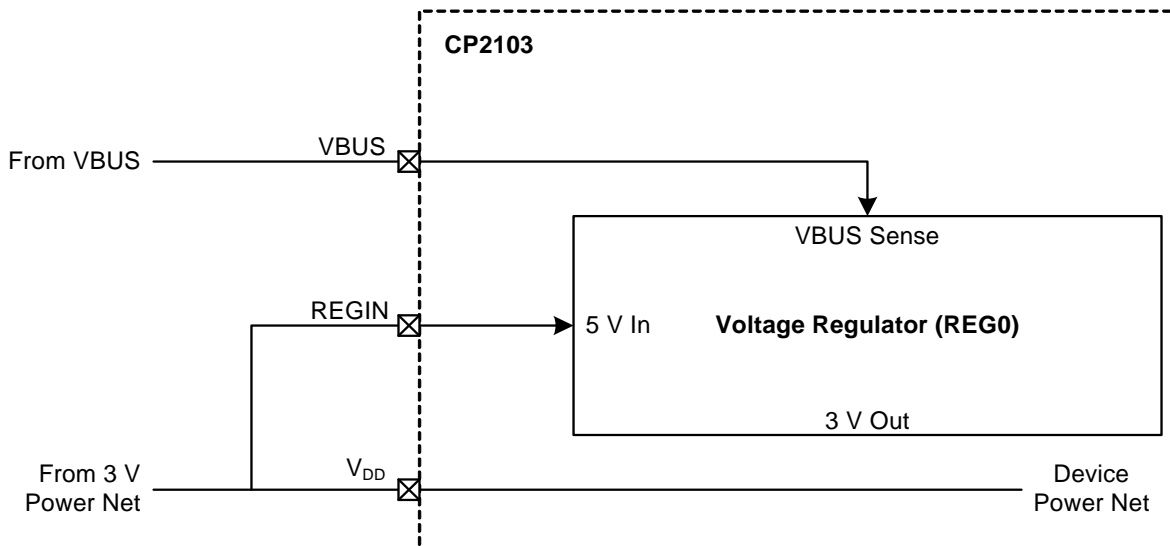 CP2103
VBUS
From VBUS
VBUS Sense
REGIN
5 V In
Voltage Regulator (REG0)
3 V Out
From 3 V
Power Net
VDD
Device
Power Net